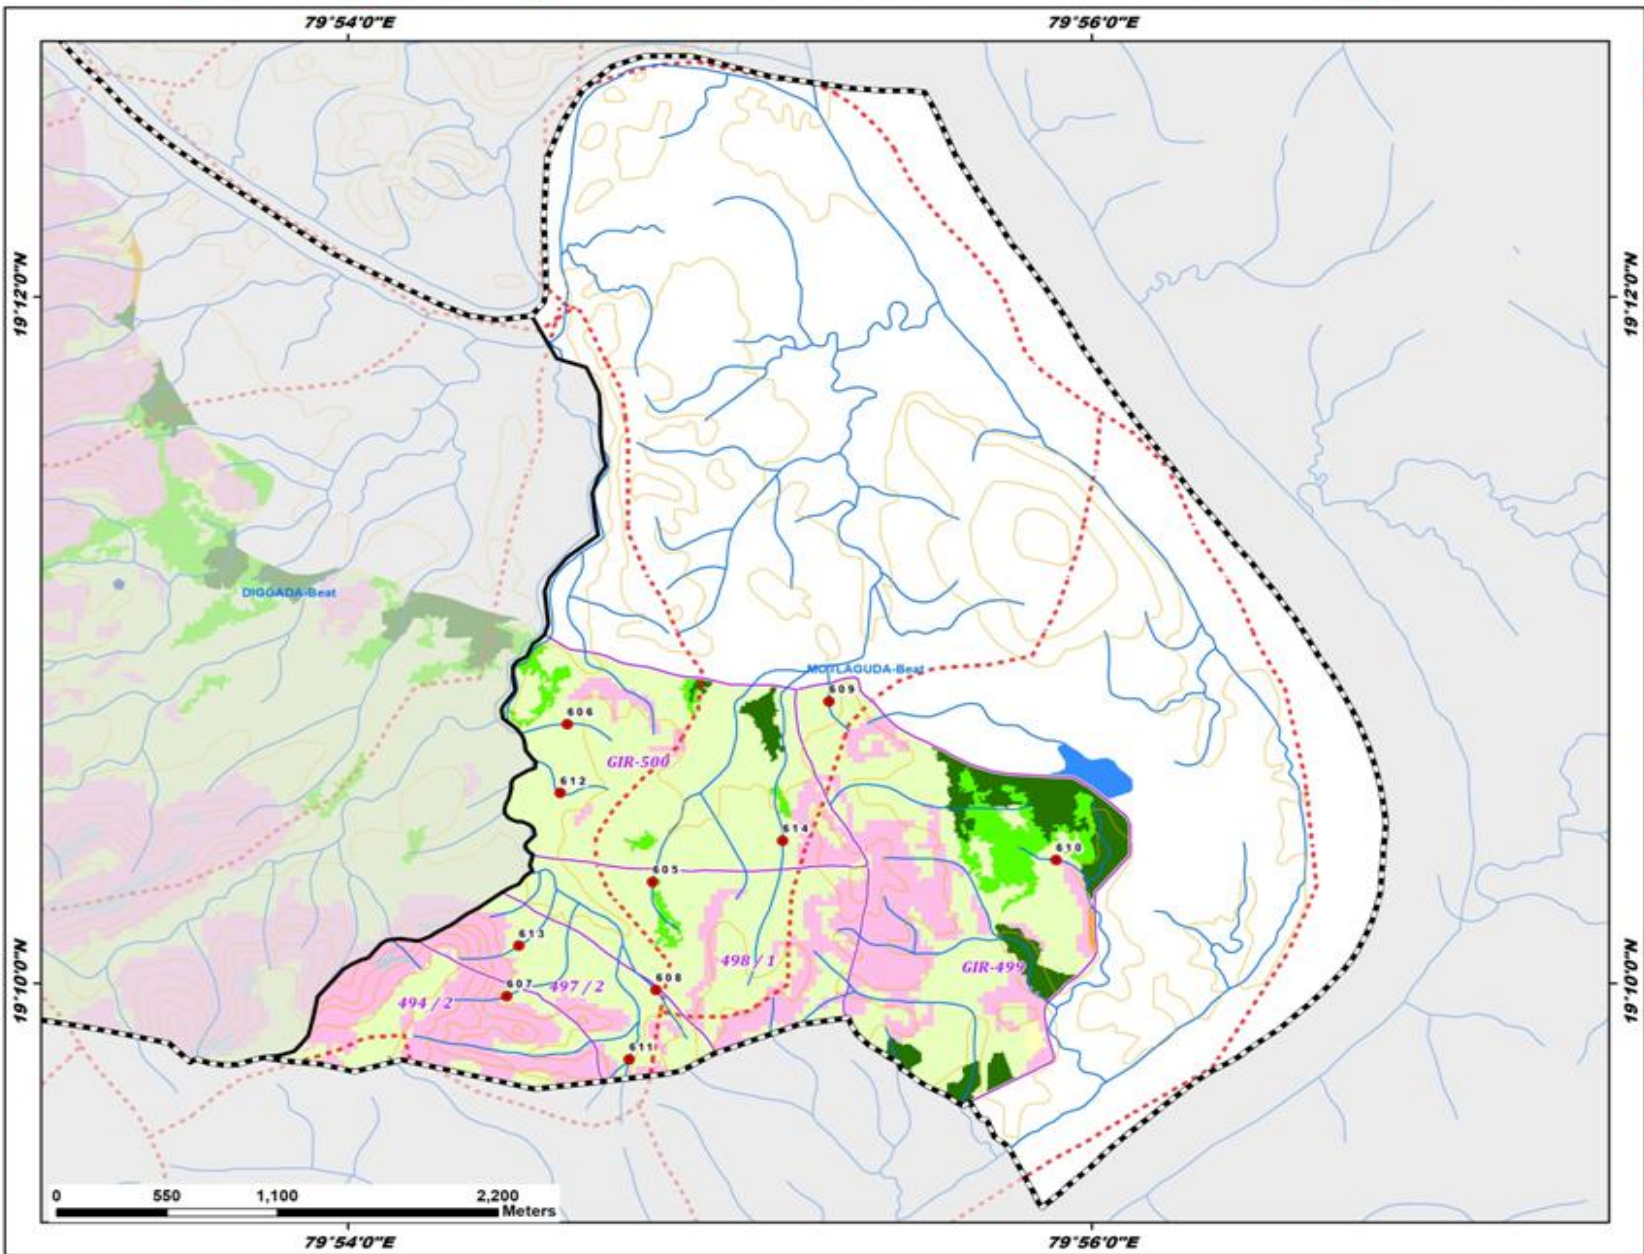 79°54'0"E
79°56'0"E
19°12'0"N
19°12'0"N
DIGGADA-Beat
MOTLAGUDA-Beat
609
606
GIR-500
612
614
610
605
613
498 / 1
GIR-499
608
607
497 / 2
494 / 2
611
19°10'0"N
19°10'0"N
0 550 1,100 2,200
Meters
79°54'0"E
79°56'0"E